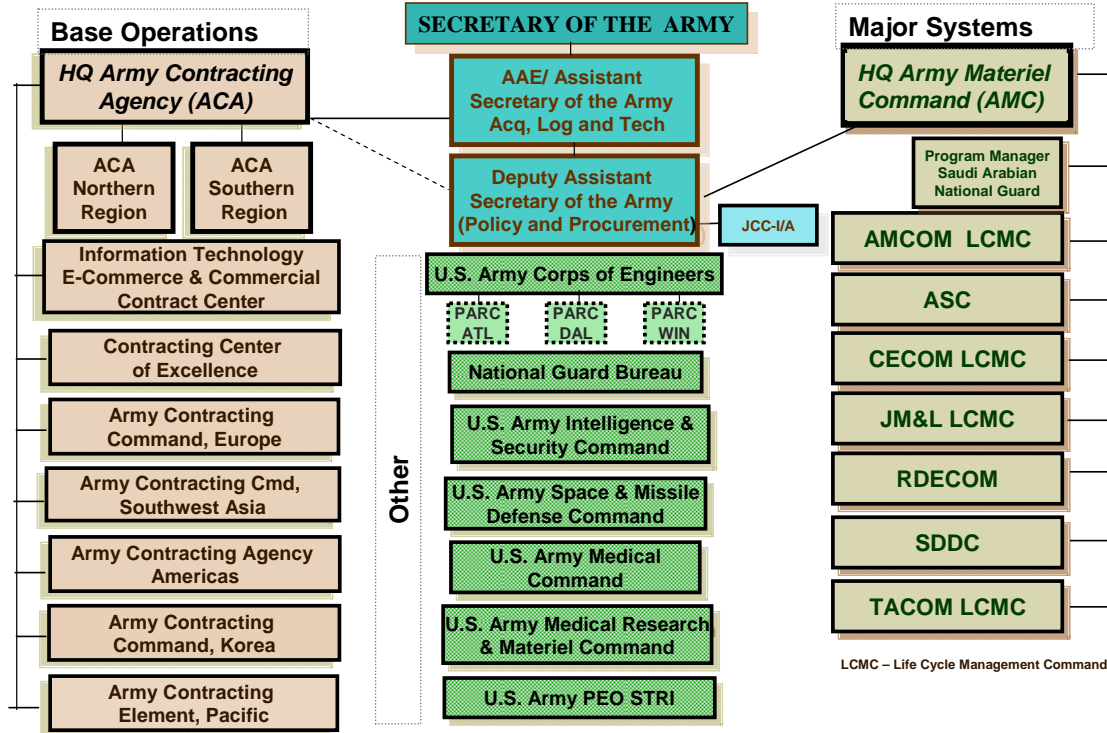 Base Operations
HQ Army Contracting
Agency (ACA)
ACA
Northern
Region
ACA
Southern
Region
Information Technology
E-Commerce & Commercial
Contract Center
Contracting Center
of Excellence
Army Contracting
Command, Europe
Army Contracting Cmd,
Southwest Asia
Army Contracting Agency
Americas
Army Contracting
Command, Korea
Army Contracting
Element, Pacific
SECRETARY OF THE ARMY
AAE/ Assistant
Secretary of the Army
Acq, Log and Tech
Deputy Assistant
Secretary of the Army
(Policy and Procurement)
JCC-I/A
Other
U.S. Army Corps of Engineers
PARC
ATL
PARC
DAL
PARC
WIN
National Guard Bureau
U.S. Army Intelligence &
Security Command
U.S. Army Space & Missile
Defense Command
U.S. Army Medical
Command
U.S. Army Medical Research
& Materiel Command
U.S. Army PEO STRI
Major Systems
HQ Army Materiel
Command (AMC)
Program Manager
Saudi Arabian
National Guard
AMCOM LCMC
ASC
CECOM LCMC
JM&L LCMC
RDECOM
SDDC
TACOM LCMC
LCMC – Life Cycle Management Command